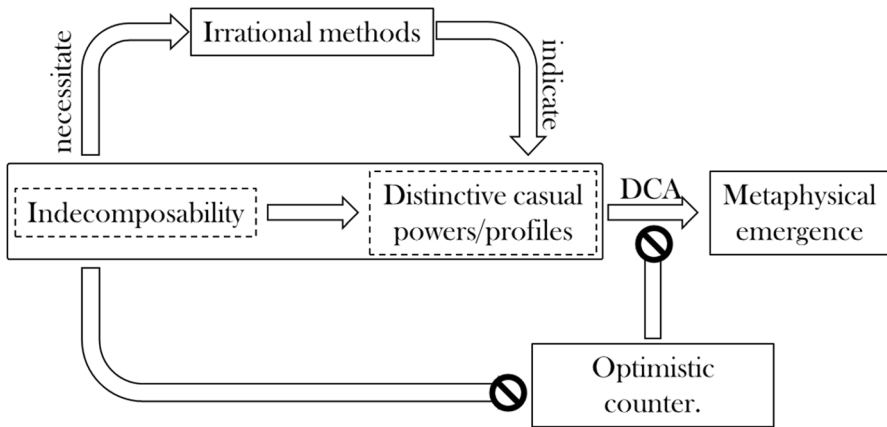 Irrational methods
necessitate
indicate
Indecomposability
Distinctive casual
powers/profiles
DCA
Metaphysical
emergence
Optimistic
counter.